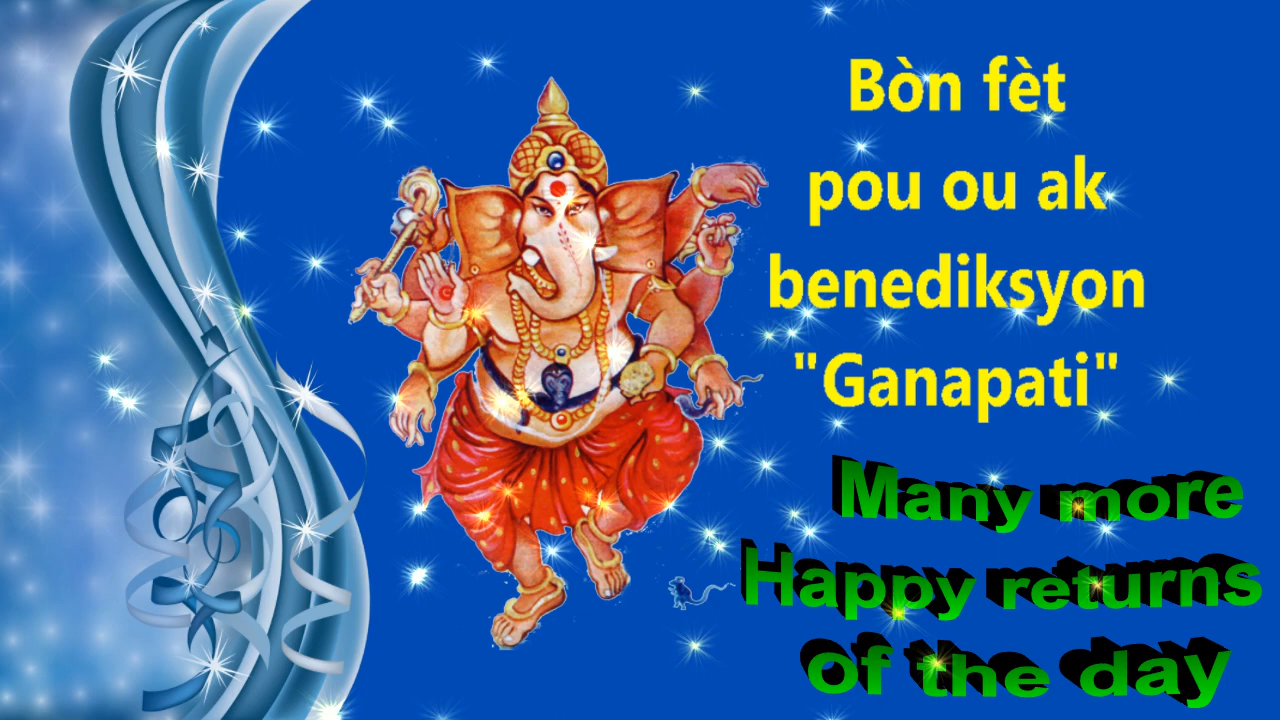 Bòn fèt
pou ou ak
benediksyon
"Ganapati"
Many more
Happy returns
of the day